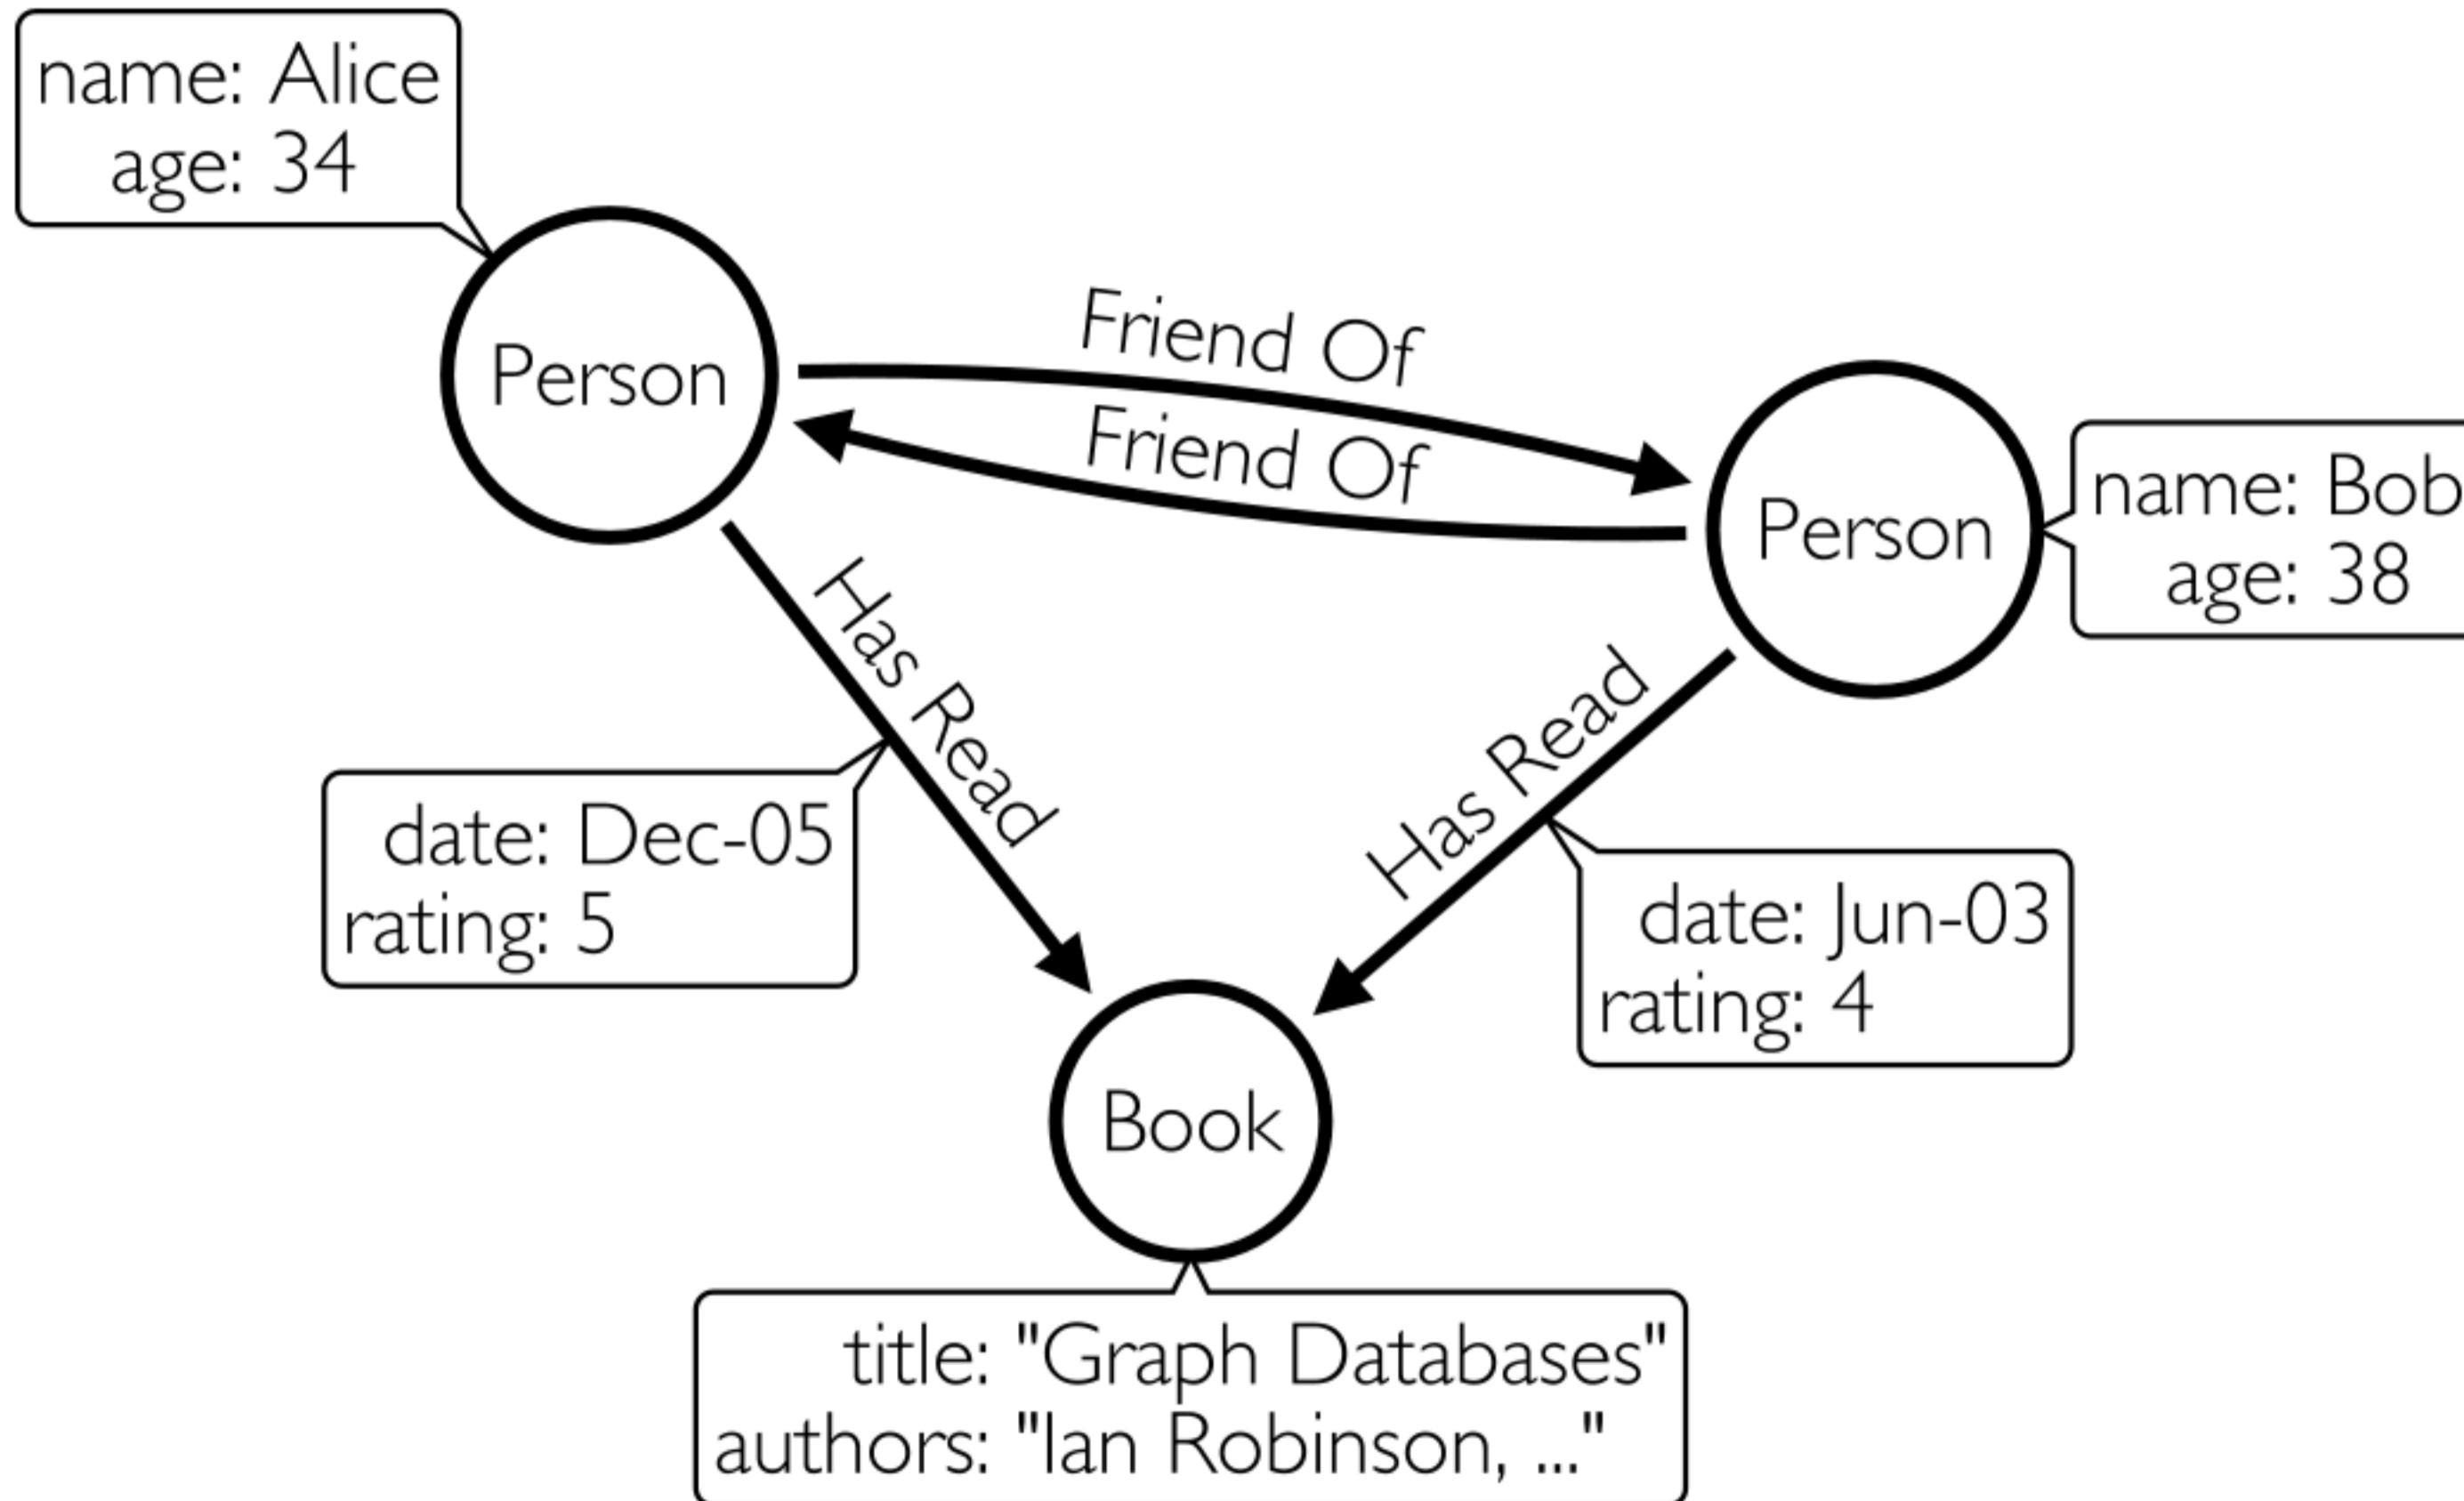 name: Alice
age: 34
Person
Friend Of
Friend Of
Person
name: Bob
age: 38
Has Read
Has Read
date: Dec-05
rating: 5
date: Jun-03
rating: 4
Book
title: "Graph Databases"
authors: "Ian Robinson, ..."